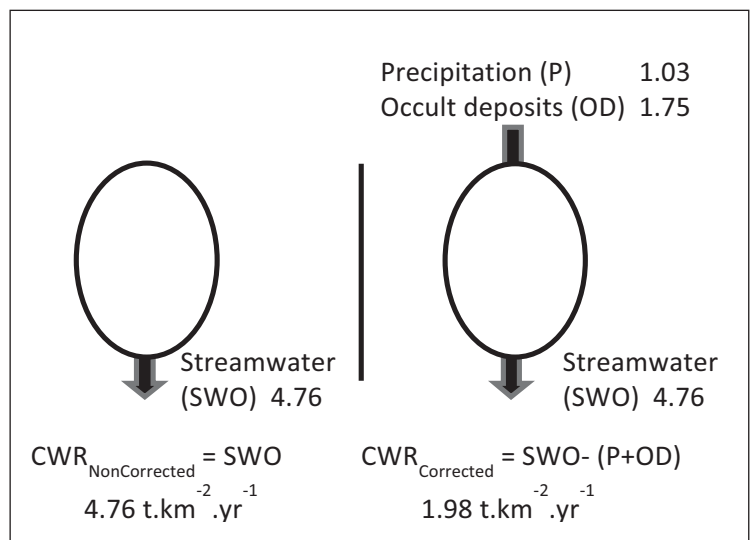 Precipitation (P) 1.03
Occult deposits (OD) 1.75
Streamwater
(SWO) 4.76
CWR_NonCorrected = SWO
4.76 t.km⁻².yr⁻¹
Streamwater
(SWO) 4.76
CWR_Corrected = SWO- (P+OD)
1.98 t.km⁻².yr⁻¹